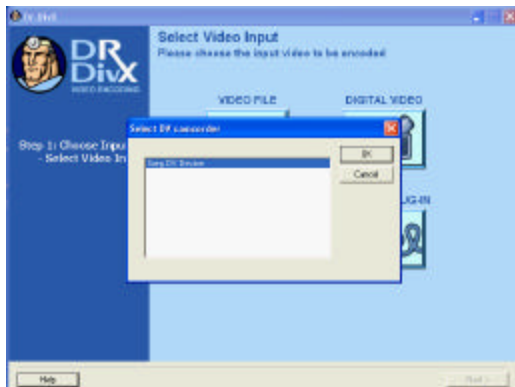 Dr. DivX
Select Video Input
Please choose the input video to be encoded
DR
DivX
VIDEO ENCODING
VIDEO FILE
DIGITAL VIDEO
Select DV camcorder
Step 1: Choose Inpu
- Select Video In
Sony DV Device
OK
Cancel
UG-IN
Help
Next >